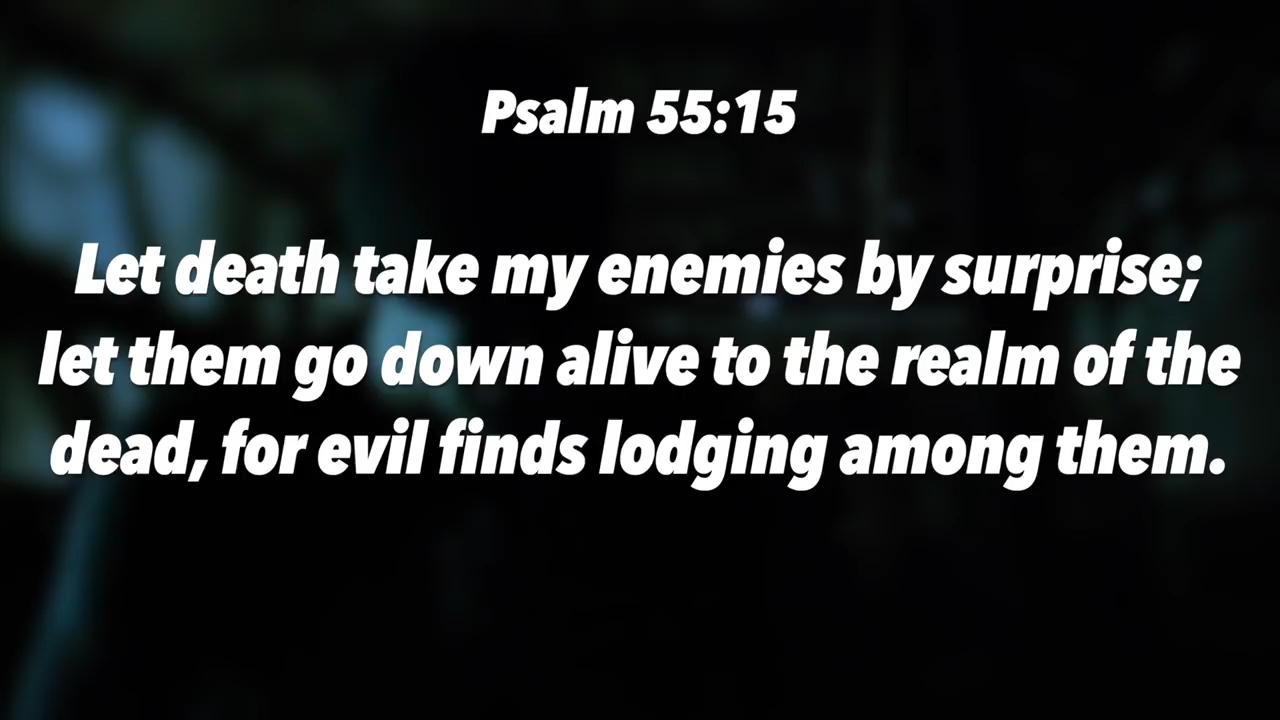 Psalm 55:15
Let death take my enemies by surprise;
let them go down alive to the realm of the
dead, for evil finds lodging among them.